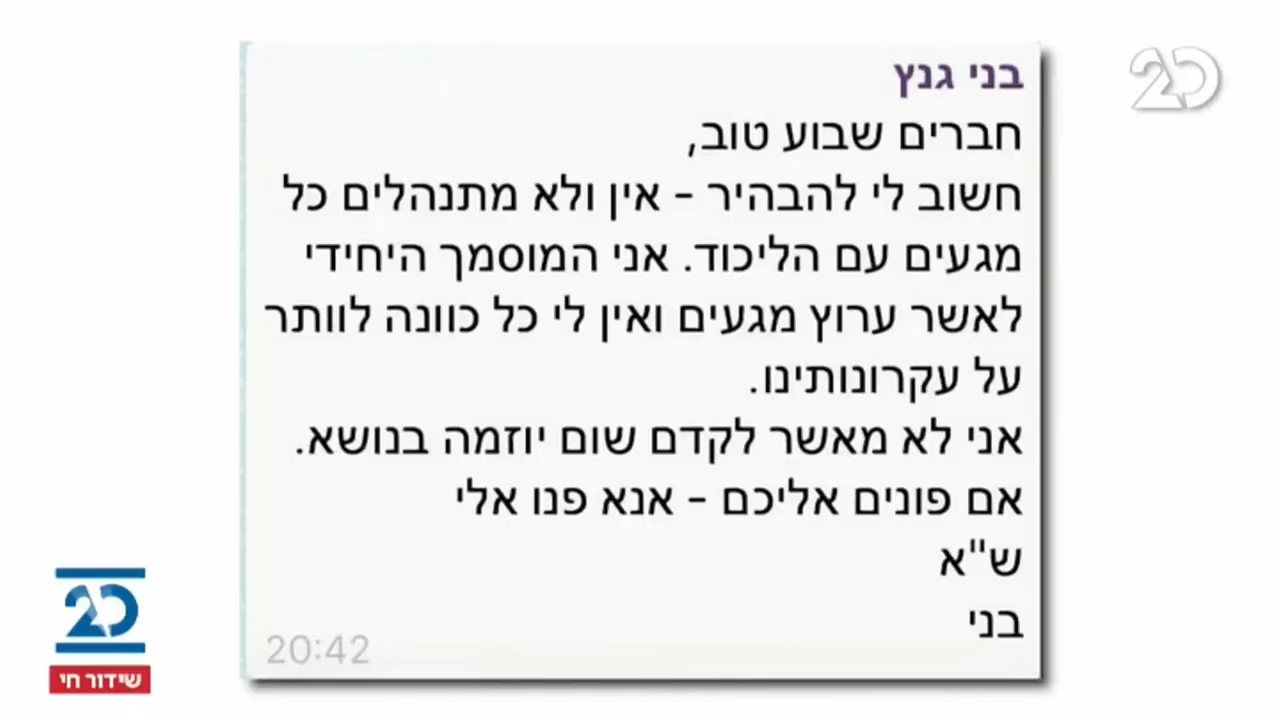 בני גנץ
חברים שבוע טוב,
חשוב לי להבהיר – אין ולא מתנהלים כל
מגעים עם הליכוד. אני המוסמך היחידי
לאשר ערוץ מגעים ואין לי כל כוונה לוותר
על עקרונותינו.
אני לא מאשר לקדם שום יוזמה בנושא.
אם פונים אליכם – אנא פנו אלי
ש"א
בני
20:42
20
20
שידור חי